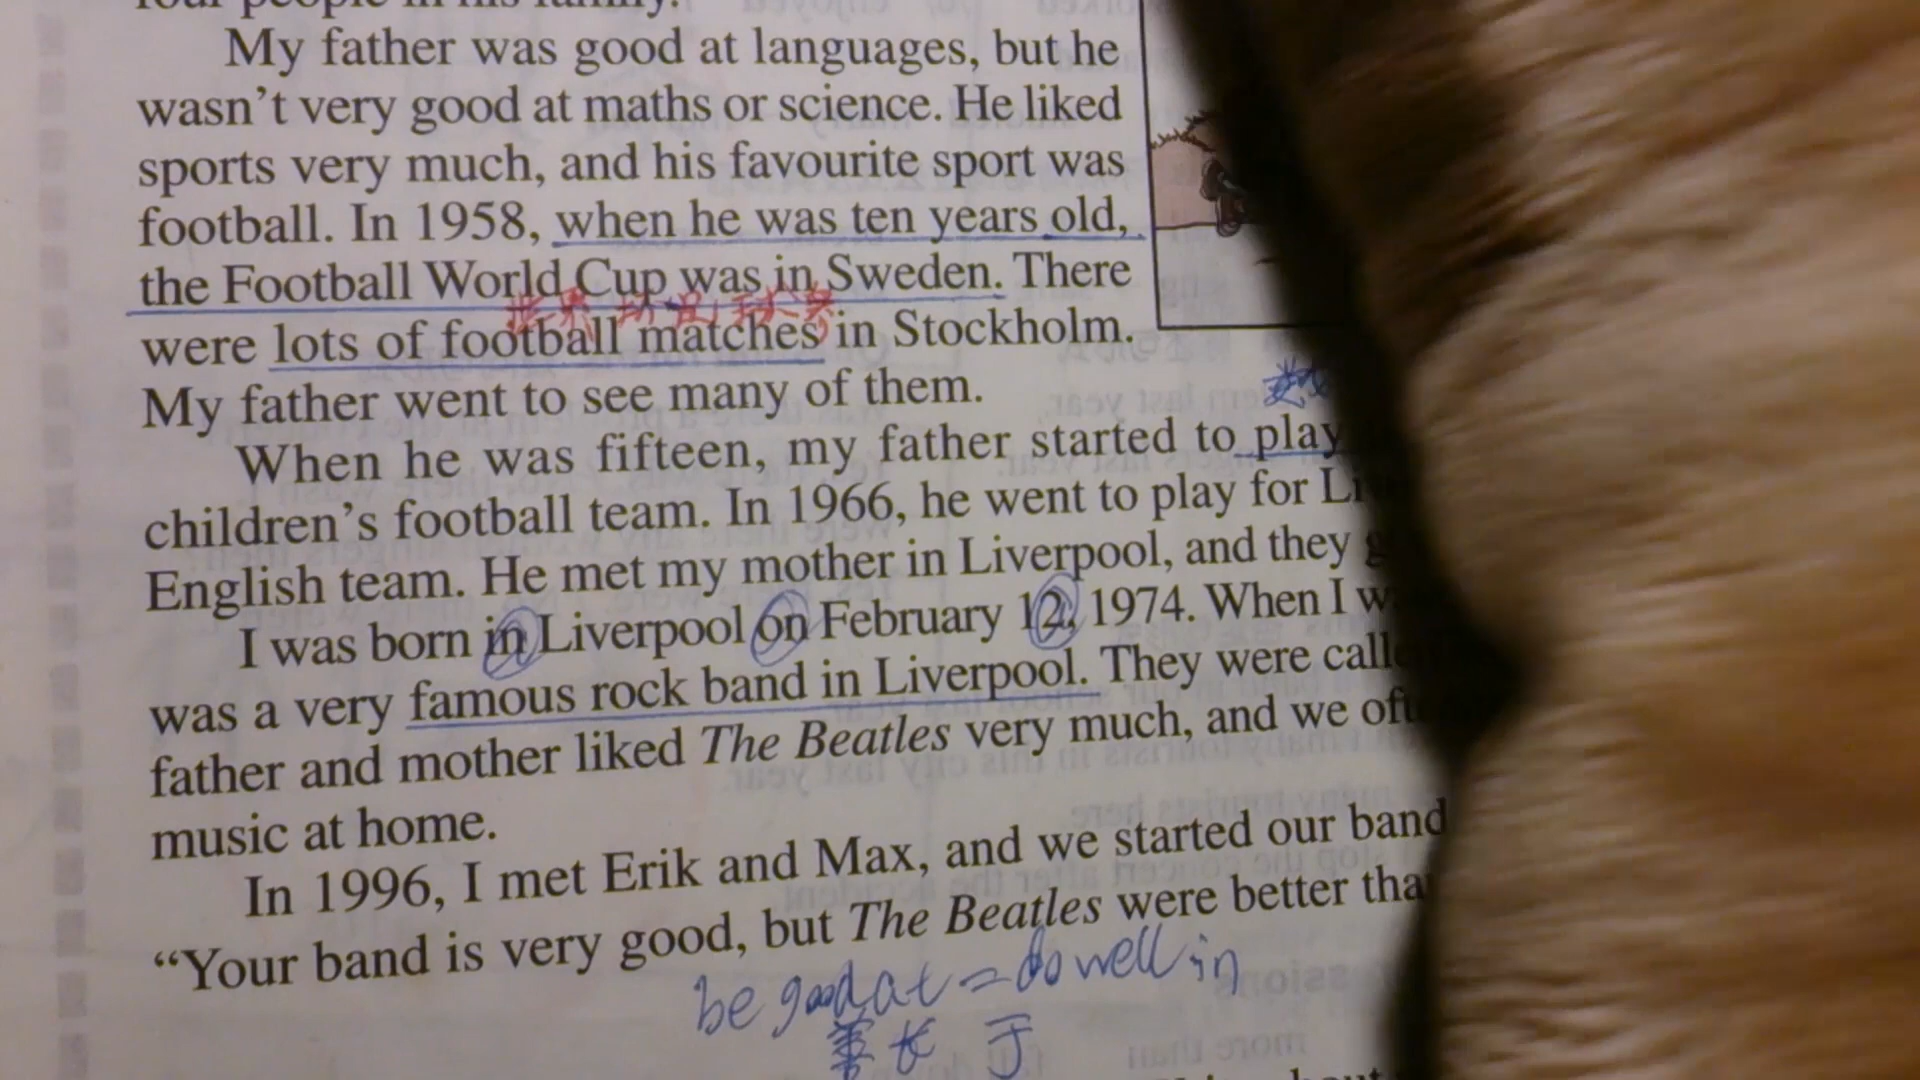 My father was good at languages, but he
wasn't very good at maths or science. He liked
sports very much, and his favourite sport was
football. In 1958, when he was ten years old,
the Football World Cup was in Sweden. There
世界
were lots of football matches in Stockholm.
My father went to see many of them.
When he was fifteen, my father started to play
children's football team. In 1966, he went to play for
English team. He met my mother in Liverpool, and they
I was born in Liverpool on February 12, 1974. When I
was a very famous rock band in Liverpool. They were
father and mother liked The Beatles very much, and we
music at home.
In 1996, I met Erik and Max, and we started our band
“Your band is very good, but The Beatles were better
be good at = do well in
善长于
more than